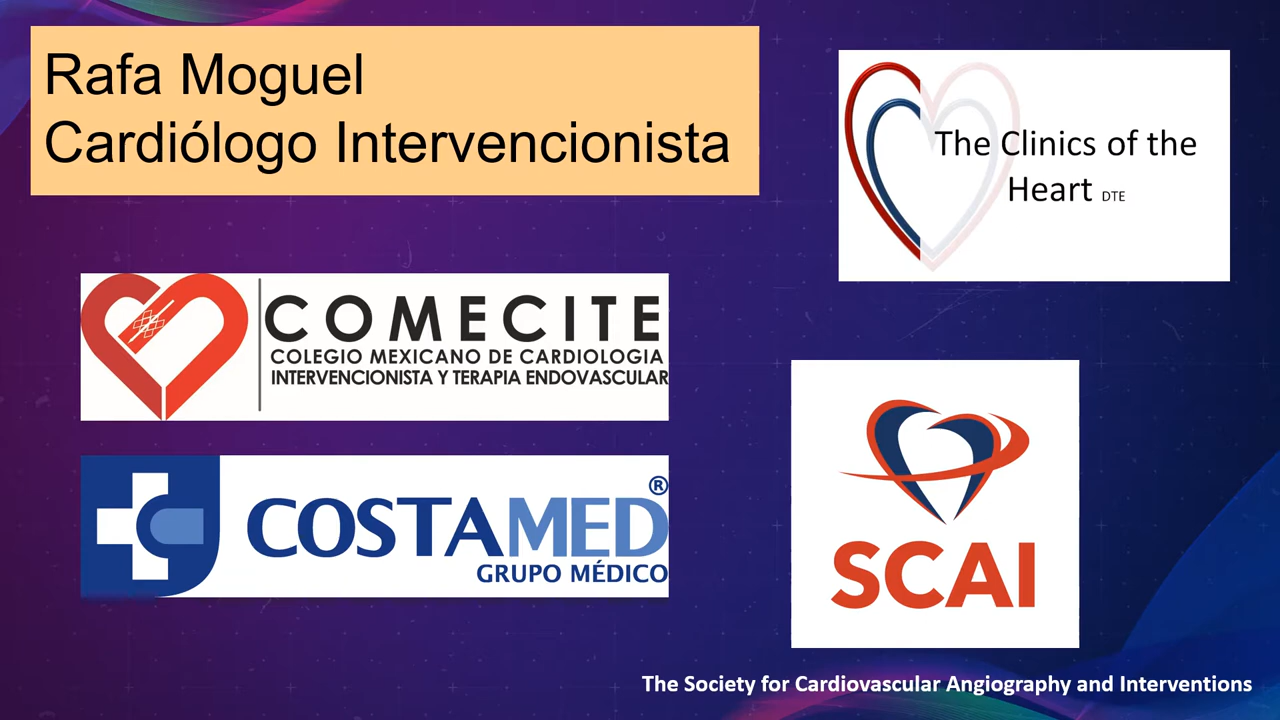 Rafa Moguel
Cardiólogo Intervencionista
The Clinics of the
Heart DTE
COMECITE
COLEGIO MEXICANO DE CARDIOLOGIA
INTERVENCIONISTA Y TERAPIA ENDOVASCULAR
COSTAMED®
GRUPO MÉDICO
SCAI
The Society for Cardiovascular Angiography and Interventions